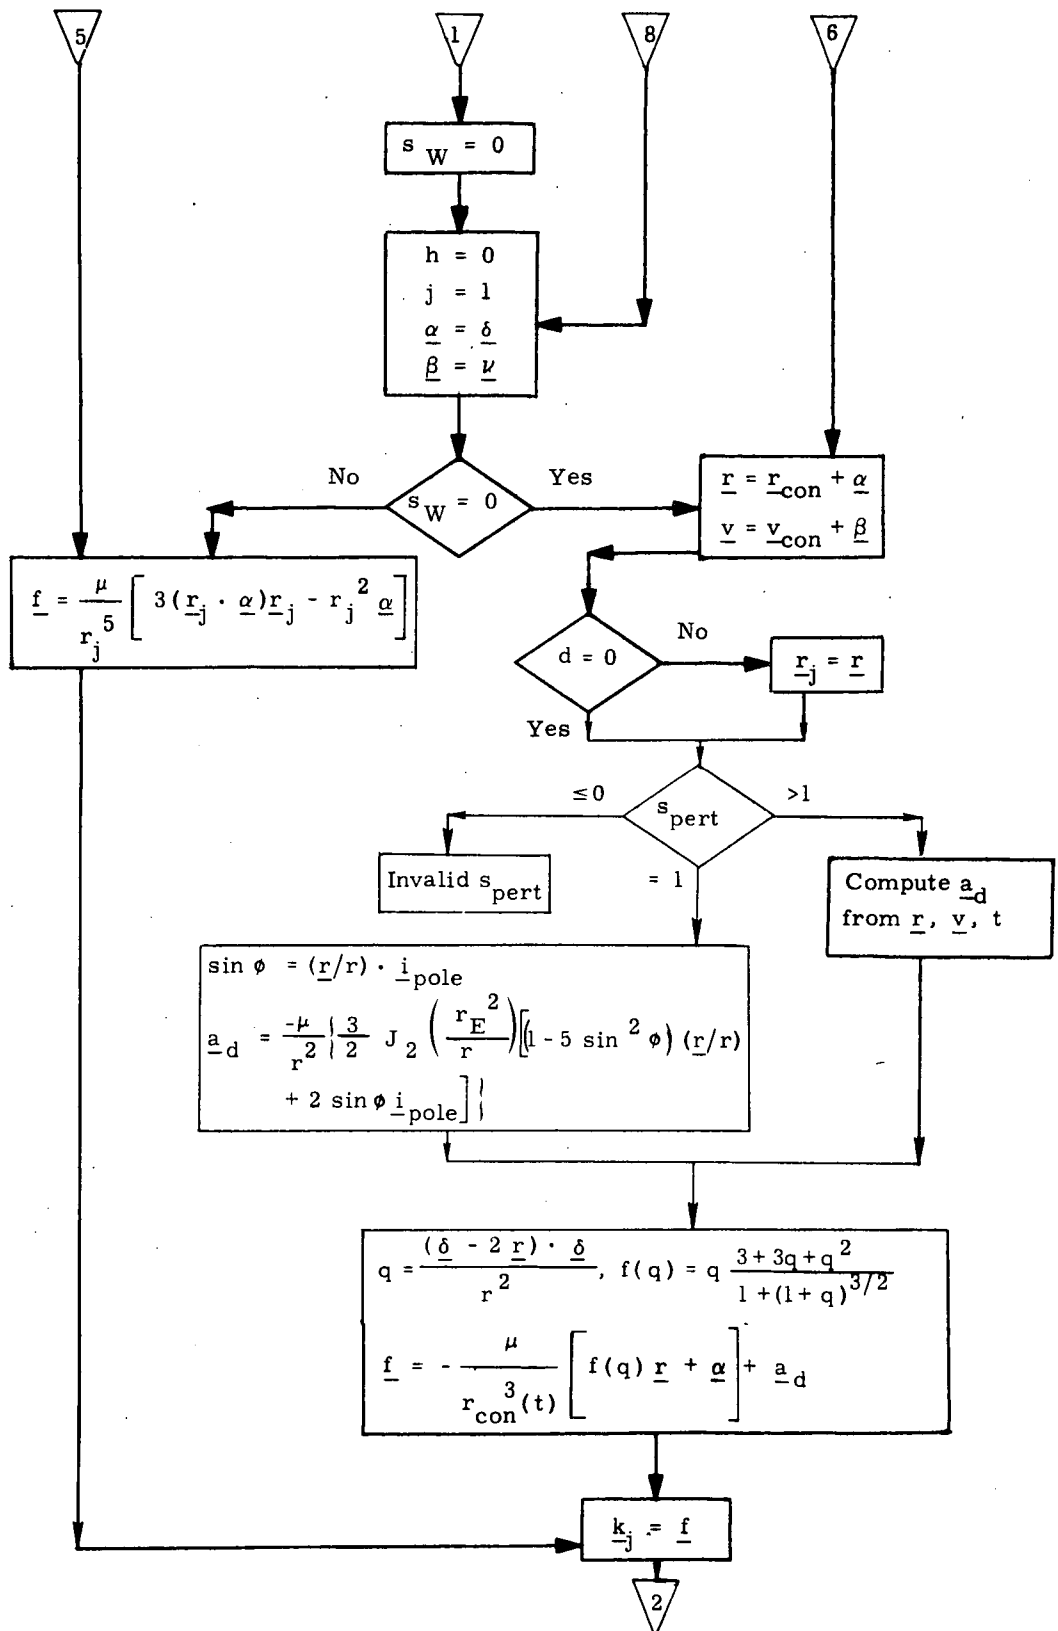 5
1
8
6
s_W = 0
h = 0
j = 1
α = δ
β = ν
No
s_W = 0
Yes
r = r_con + α
v = v_con + β
f = μ/r_j^5 [ 3(r_j · α)r_j - r_j^2 α ]
d = 0
No
r_j = r
Yes
≤0
s_pert
>1
Invalid s_pert
= 1
Compute a_d
from r, v, t
sin φ = (r/r) · i_pole
a_d = -μ/r^2 { 3/2 J_2 ( r_E^2/r ) [(1 - 5 sin^2 φ) (r/r)
+ 2 sin φ i_pole ] }
q = (δ - 2 r) · δ / r^2, f(q) = q (3 + 3q + q^2)/(1 + (1 + q)^3/2)
f = - μ/r_con^3(t) [ f(q) r + α ] + a_d
k_j = f
2